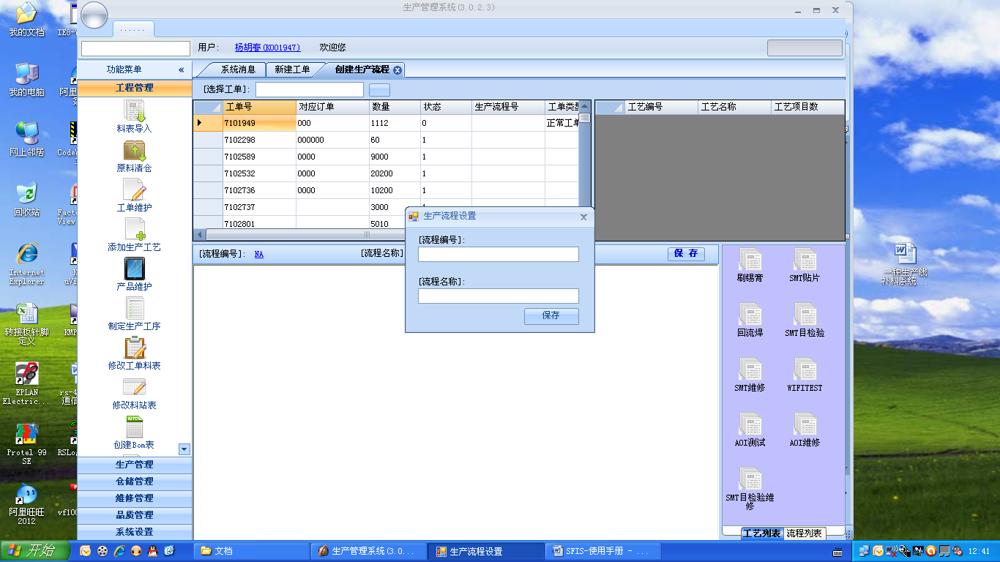 生产管理系统(3.0.2.3)
······
用户: 杨胡春(K001947) 欢迎您
功能菜单 «
工程管理
料表导入
原料清仓
工单维护
添加生产工艺
产品维护
制定生产工序
修改工单料表
修改料站表
创建Bom表
生产管理
仓储管理
维修管理
品质管理
系统设置
系统消息 新建工单 创建生产流程
[选择工单]:
工单号 对应订单 数量 状态 生产流程号 工单类型
7101949 000 1112 0 正常工单
7102298 000000 60 1
7102589 0000 9000 1
7102532 0000 20200 1
7102736 0000 10200 1
7102737 3000 1
7102801 5010
工艺编号 工艺名称 工艺项目数
[流程编号]: NA [流程名称] 保 存
生产流程设置
[流程编号]:
[流程名称]:
保存
刷锡膏 SMT贴片
回流焊 SMT目检验
SMT维修 WIFITEST
AOI测试 AOI维修
SMT目检验维
修
工艺列表 流程列表
我的文档
我的电脑
网上邻居
回收站
Internet
Explorer
转接板针脚
定义
EPLAN
Electric...
Protel 99
SE
阿里旺旺
2012
IE8-W
阿里
CodeW
Facto
View
K
uVi
KMP
rs-4
通信
RSLo
vf100
一种生产线
补料系统...
开始
文档
生产管理系统(3.0...
生产流程设置
SFIS-使用手册 - ...
12:41